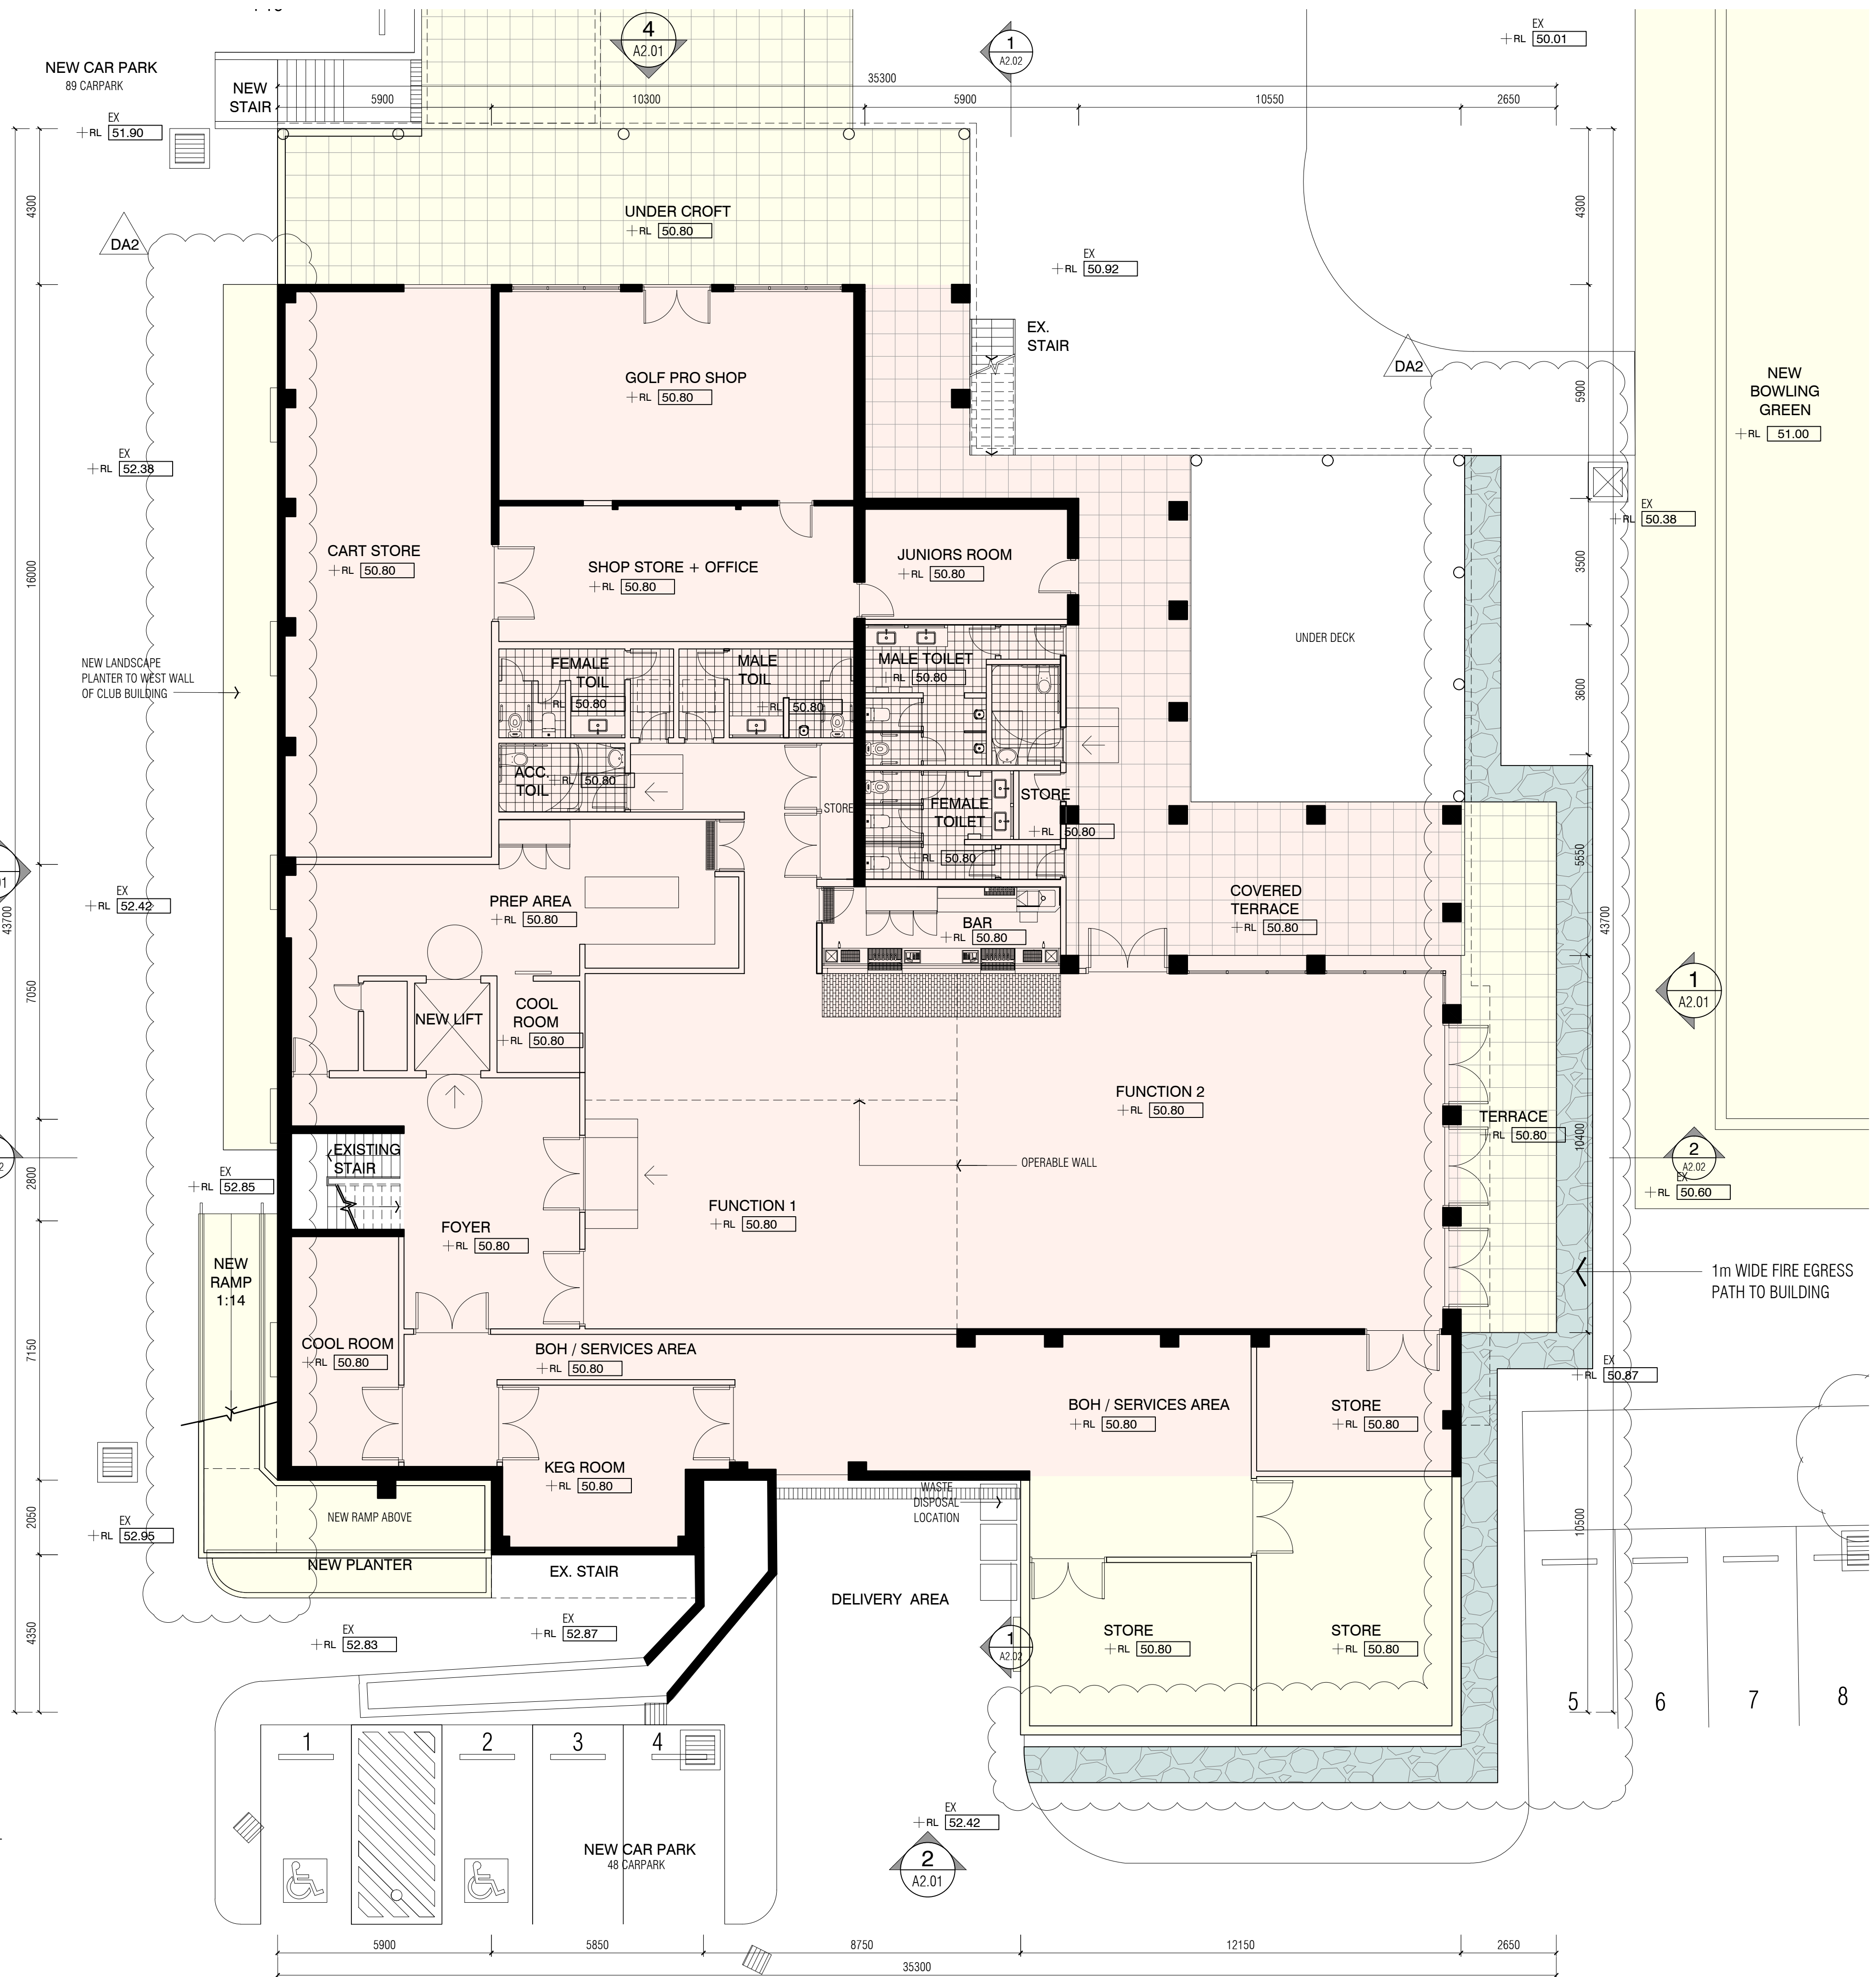 4
A2.01
1
A2.02
EX
RL 50.01
NEW CAR PARK
89 CARPARK
NEW
STAIR
35300
5900
10300
5900
10550
2650
EX
RL 51.90
4300
4300
UNDER CROFT
RL 50.80
DA2
EX
RL 50.92
EX.
STAIR
DA2
GOLF PRO SHOP
RL 50.80
NEW
BOWLING
GREEN
RL 51.00
5900
EX
RL 52.38
EX
RL 50.38
CART STORE
RL 50.80
SHOP STORE + OFFICE
RL 50.80
JUNIORS ROOM
RL 50.80
16000
3500
UNDER DECK
NEW LANDSCAPE
PLANTER TO WEST WALL
OF CLUB BUILDING
FEMALE
TOIL
RL 50.80
MALE
TOIL
RL 50.80
MALE TOILET
RL 50.80
3600
ACC.
TOIL
RL 50.80
STORE
FEMALE
TOILET
RL 50.80
STORE
RL 50.80
5550
EX
RL 52.42
43700
43700
PREP AREA
RL 50.80
BAR
RL 50.80
COVERED
TERRACE
RL 50.80
7050
NEW LIFT
COOL
ROOM
RL 50.80
1
A2.01
FUNCTION 2
RL 50.80
TERRACE
RL 50.80
10400
2
A2.02
EX
RL 50.60
EXISTING
STAIR
OPERABLE WALL
2800
EX
RL 52.85
FUNCTION 1
RL 50.80
FOYER
RL 50.80
NEW
RAMP
1:14
1m WIDE FIRE EGRESS
PATH TO BUILDING
7150
COOL ROOM
RL 50.80
BOH / SERVICES AREA
RL 50.80
EX
RL 50.87
BOH / SERVICES AREA
RL 50.80
STORE
RL 50.80
KEG ROOM
RL 50.80
WASTE
DISPOSAL
LOCATION
2050
EX
RL 52.95
NEW RAMP ABOVE
10500
NEW PLANTER
EX. STAIR
DELIVERY AREA
4350
EX
RL 52.83
EX
RL 52.87
1
A2.02
STORE
RL 50.80
STORE
RL 50.80
5
6
7
8
1
2
3
4
EX
RL 52.42
NEW CAR PARK
48 CARPARK
2
A2.01
5900
5850
8750
12150
2650
35300